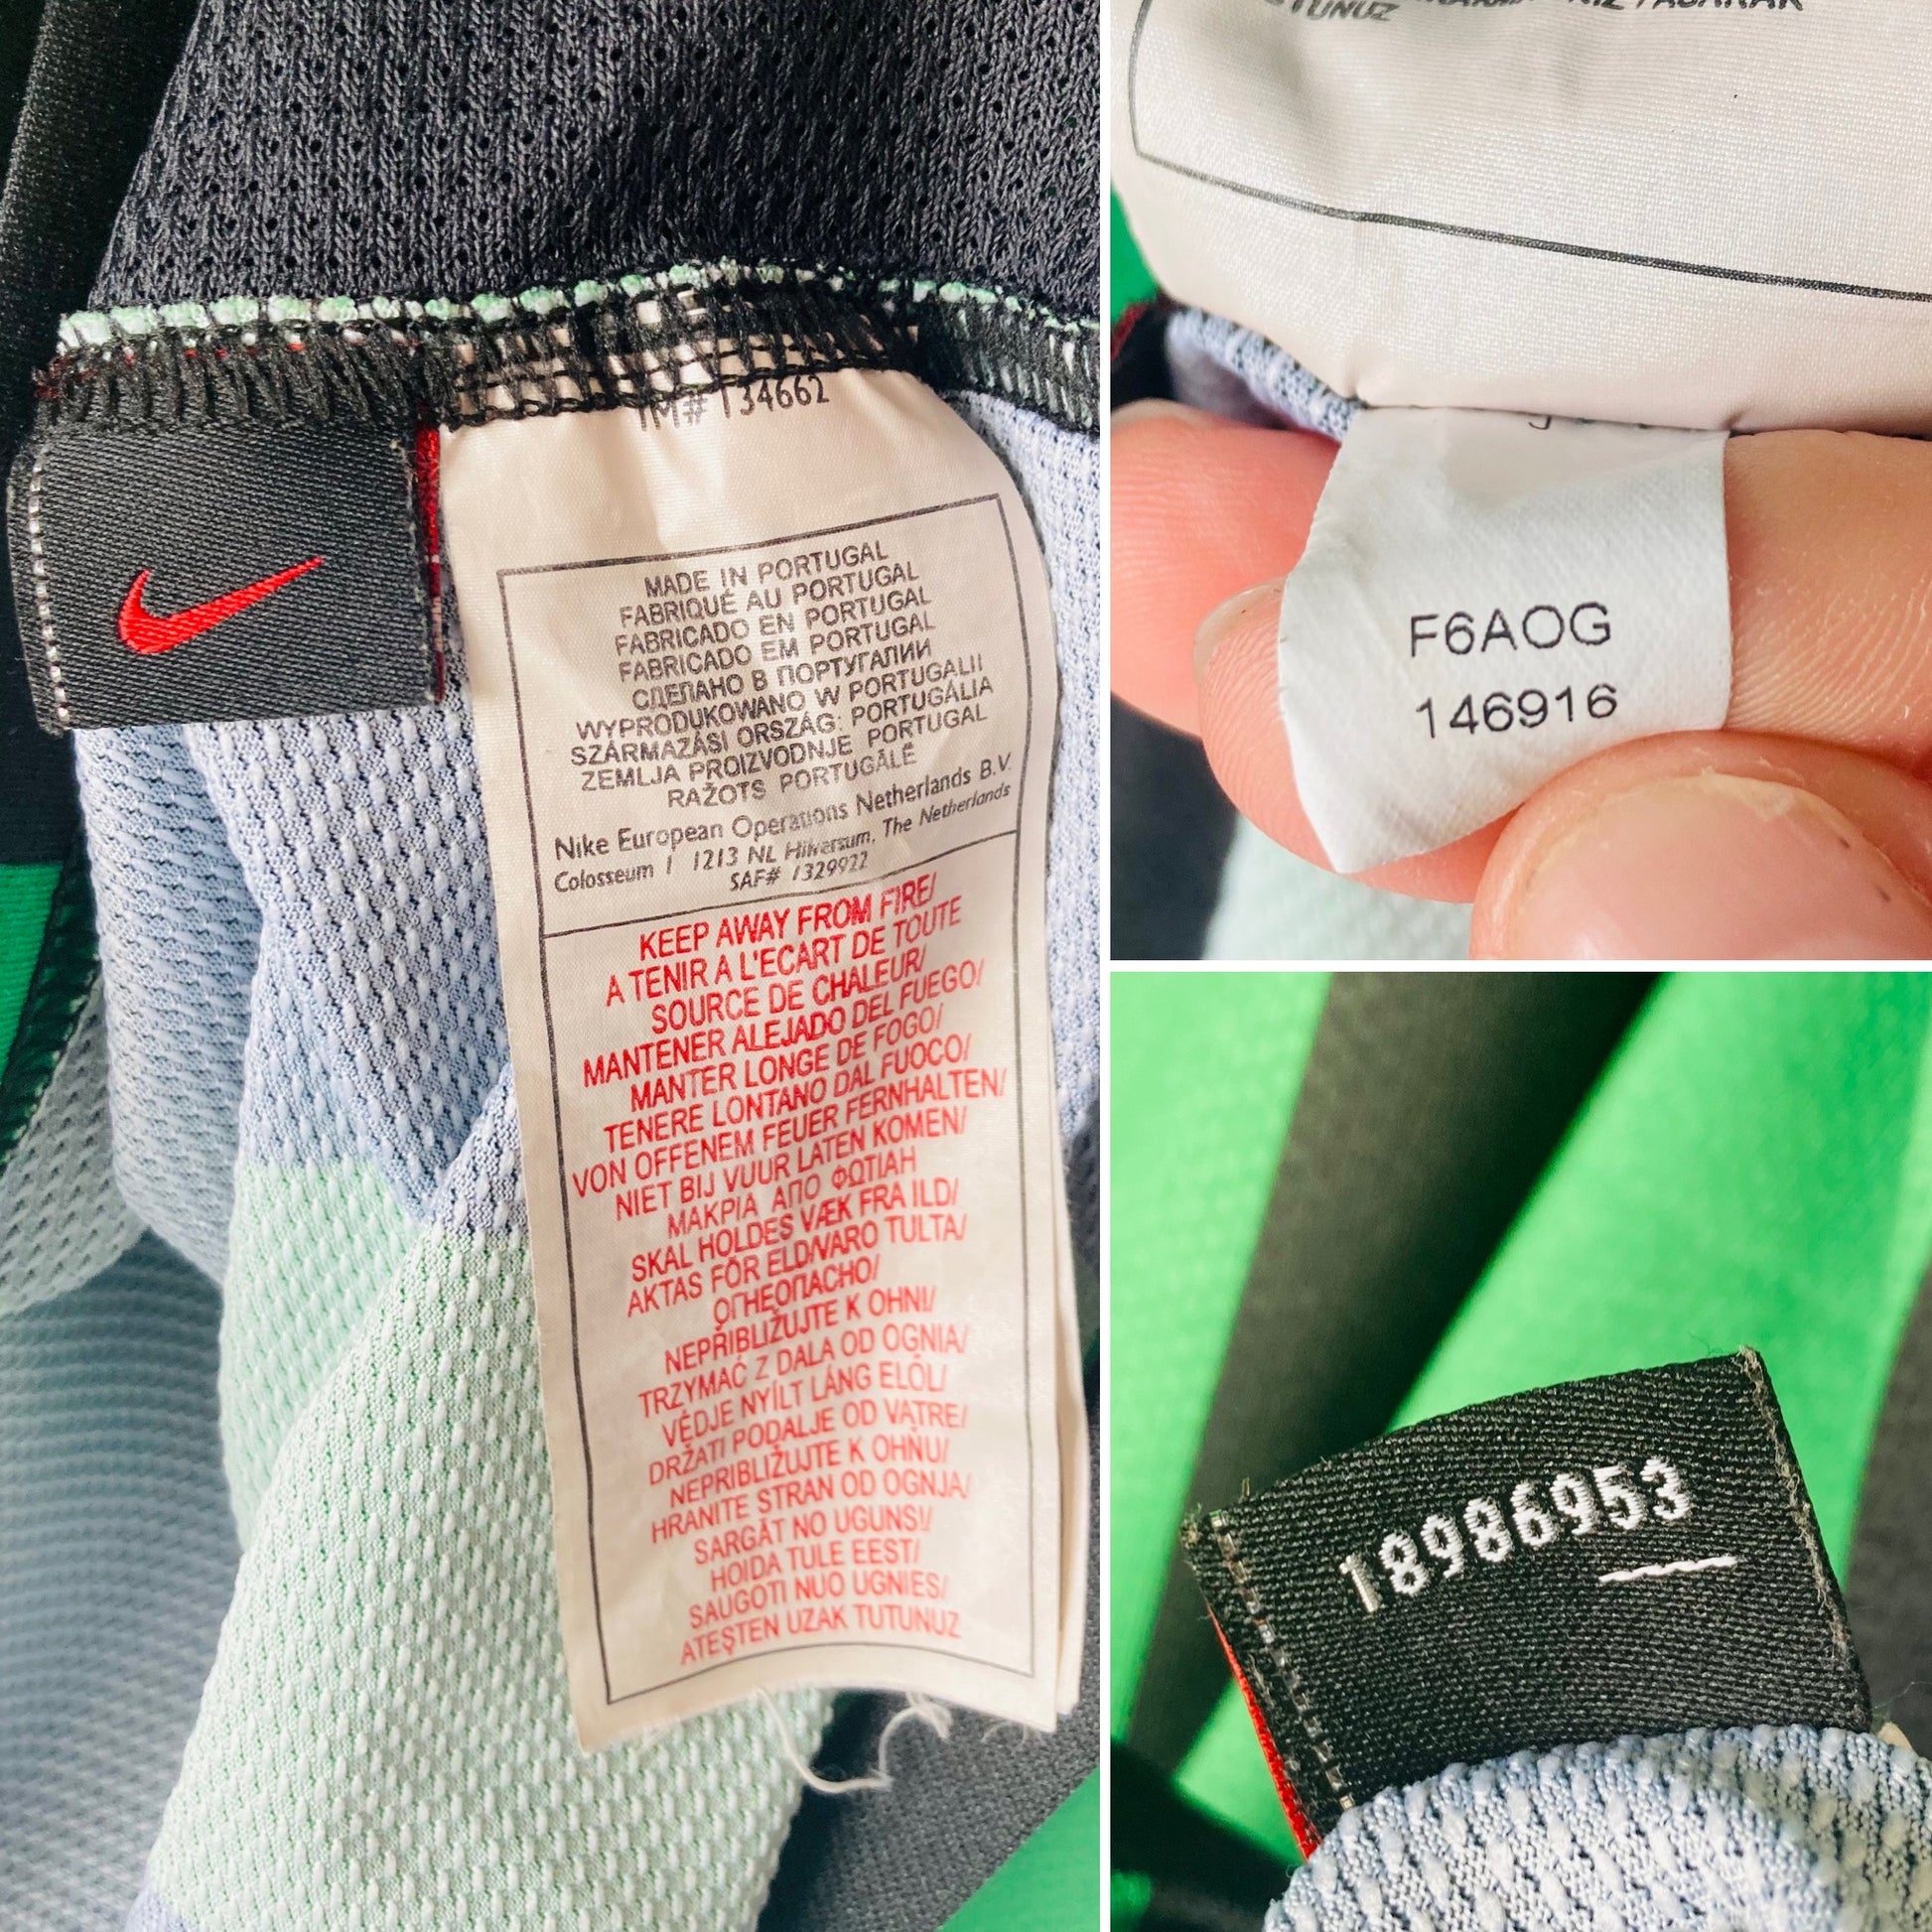 TM# 134662
MADE IN PORTUGAL
FABRIQUÉ AU PORTUGAL
FABRICADO EN PORTUGAL
FABRICADO EM PORTUGAL
СДЕЛАНО В ПОРТУГАЛИИ
WYPRODUKOWANO W PORTUGALII
SZÁRMAZÁSI ORSZÁG: PORTUGÁLIA
ZEMLJA PROIZVODNJE PORTUGAL
RAŽOTS PORTUGĀLĒ
Nike European Operations Netherlands B.V.
Colosseum 1 1213 NL Hilversum, The Netherlands
SAF# 1329922
KEEP AWAY FROM FIRE/
A TENIR A L'ECART DE TOUTE
SOURCE DE CHALEUR/
MANTENER ALEJADO DEL FUEGO/
MANTER LONGE DE FOGO/
TENERE LONTANO DAL FUOCO/
VON OFFENEM FEUER FERNHALTEN/
NIET BIJ VUUR LATEN KOMEN/
ΜΑΚΡΙΑ ΑΠΟ ΦΩΤΙΑΗ
SKAL HOLDES VÆK FRA ILD/
AKTAS FÖR ELD/VARO TULTA/
ОГНЕОПАСНО/
NEPRIBLIŽUJTE K OHNI/
TRZYMAĆ Z DALA OD OGNIA/
VÉDJE NYÍLT LÁNG ELŐL/
DRŽATI PODALJE OD VATRE/
NEPRIBLIŽUJTE K OHŇU/
HRANITE STRAN OD OGNJA/
SARGĀT NO UGUNS!/
HOIDA TULE EEST/
SAUGOTI NUO UGNIES/
ATEŞTEN UZAK TUTUNUZ
F6AOG
146916
18986953